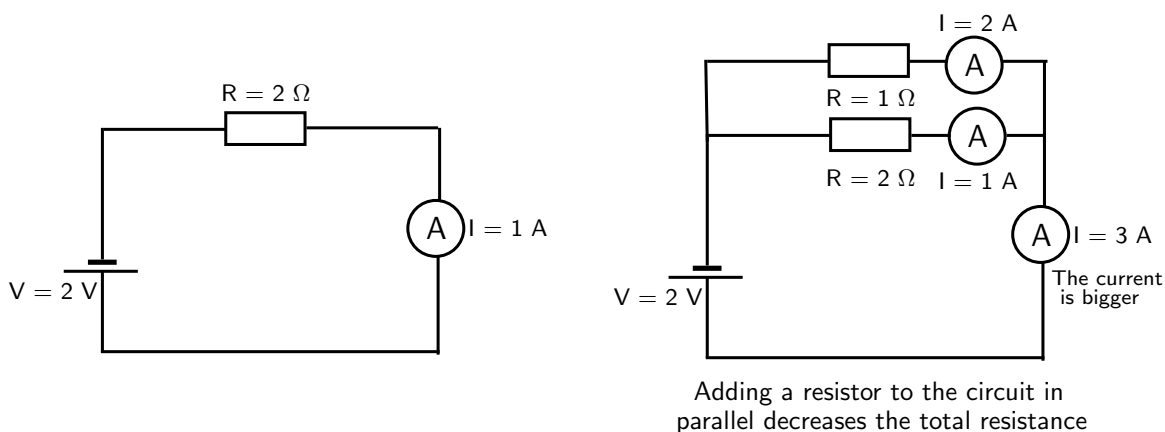 R = 2 Ω
A
I = 1 A
V = 2 V
I = 2 A
A
R = 1 Ω
A
R = 2 Ω
I = 1 A
A
I = 3 A
The current
is bigger
V = 2 V
Adding a resistor to the circuit in
parallel decreases the total resistance